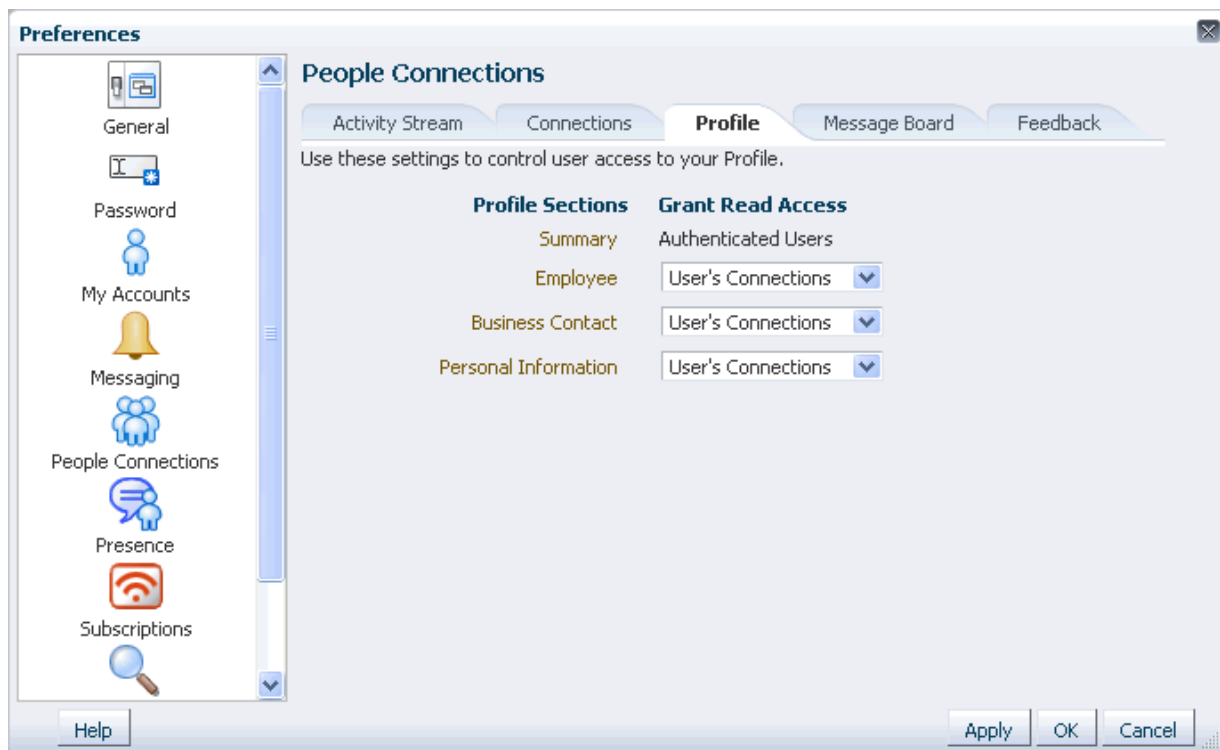 Preferences
General
Password
My Accounts
Messaging
People Connections
Presence
Subscriptions
People Connections
Activity Stream Connections Profile Message Board Feedback
Use these settings to control user access to your Profile.
Profile Sections Grant Read Access
Summary Authenticated Users
Employee User's Connections
Business Contact User's Connections
Personal Information User's Connections
Help Apply OK Cancel